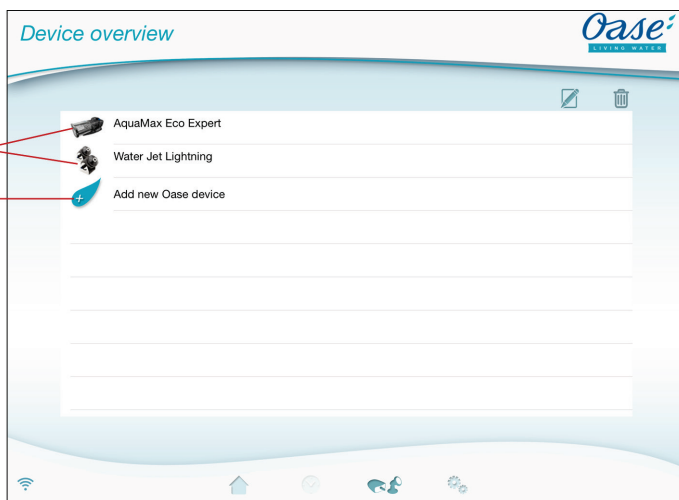 Device overview
Oase
LIVING WATER
AquaMax Eco Expert
Water Jet Lightning
Add new Oase device